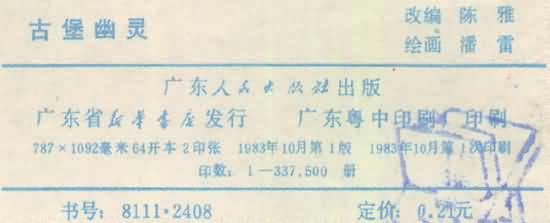 古堡幽灵
改编 陈雅
绘画 潘雷
广东人民出版社出版
广东省新华书店发行 广东粤中印刷厂印刷
787×1092毫米64开本 2印张 1983年10月第1版 1983年10月第1次印刷
印数：1—337,500 册
书号：8111·2408 定价：0.21元